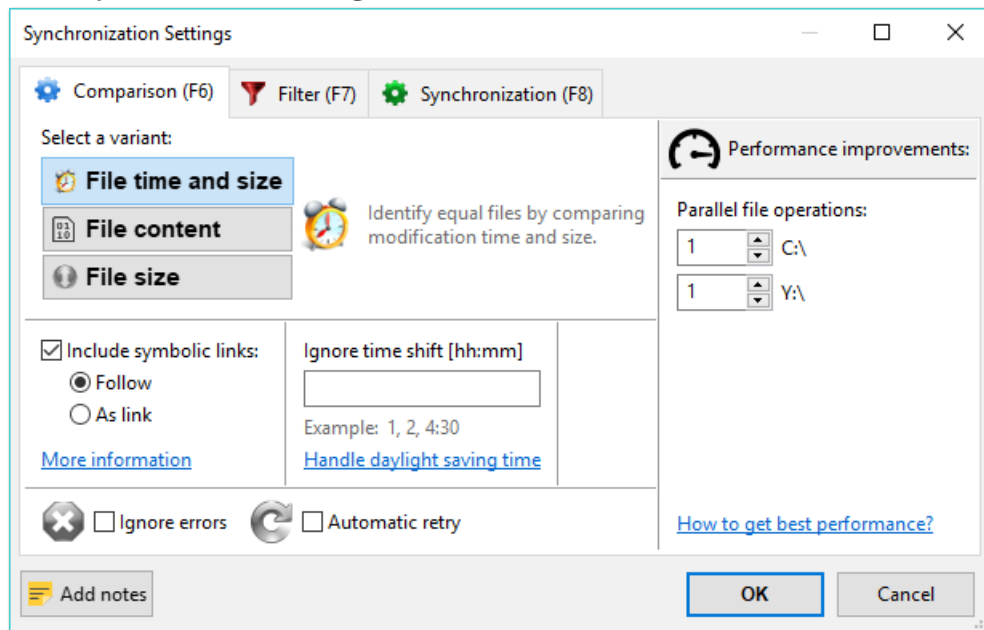 Synchronization Settings
Comparison (F6)
Filter (F7)
Synchronization (F8)
Select a variant:
File time and size
01
10
File content
File size
Identify equal files by comparing
modification time and size.
Performance improvements:
Parallel file operations:
1
C:\
1
Y:\
Include symbolic links:
Follow
As link
More information
Ignore time shift [hh:mm]
Example: 1, 2, 4:30
Handle daylight saving time
Ignore errors
Automatic retry
How to get best performance?
Add notes
OK
Cancel